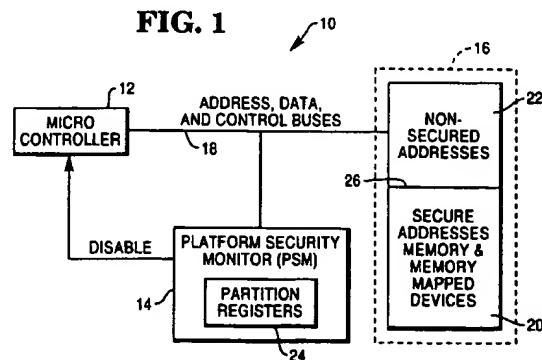 FIG. 1
10
16
12
MICRO
CONTROLLER
ADDRESS, DATA,
AND CONTROL BUSES
18
22
NON-
SECURED
ADDRESSES
26
SECURE
ADDRESSES
MEMORY &
MEMORY
MAPPED
DEVICES
20
DISABLE
PLATFORM SECURITY
MONITOR (PSM)
14
PARTITION
REGISTERS
24